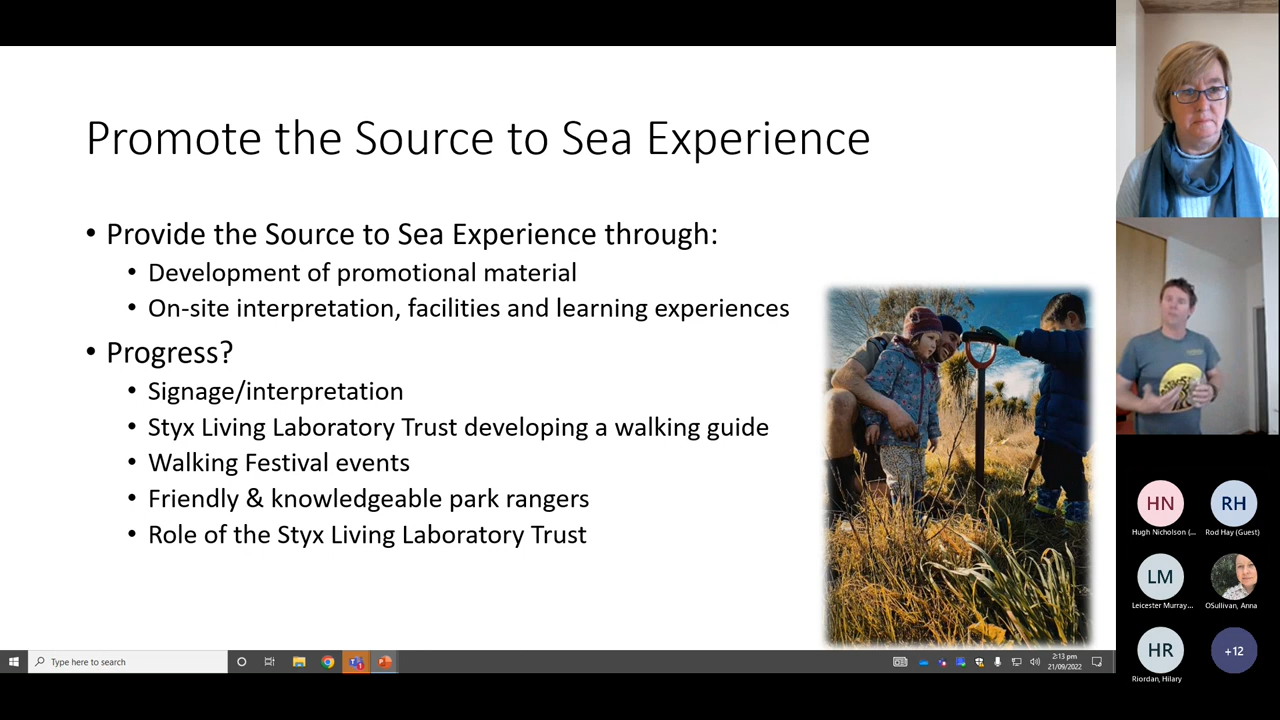 Promote the Source to Sea Experience
• Provide the Source to Sea Experience through:
• Development of promotional material
• On-site interpretation, facilities and learning experiences
• Progress?
• Signage/interpretation
• Styx Living Laboratory Trust developing a walking guide
• Walking Festival events
• Friendly & knowledgeable park rangers
• Role of the Styx Living Laboratory Trust
Type here to search
2:13 pm
21/09/2022
HN
RH
Hugh Nicholson (...
Rod Hay (Guest)
LM
Leicester Murray...
OSullivan, Anna
HR
+12
Riordan, Hilary